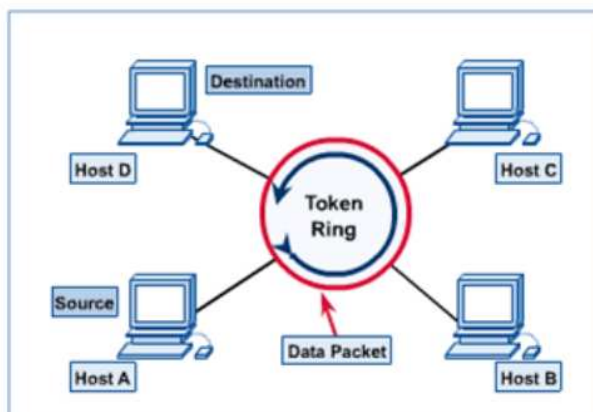 Destination
Host D
Host C
Token
Ring
Source
Data Packet
Host A
Host B